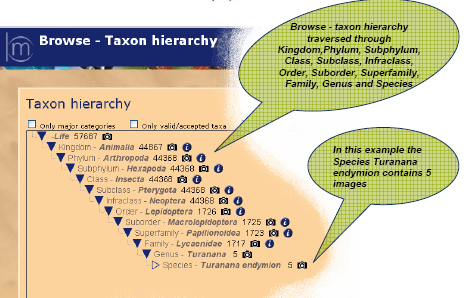 Browse - Taxon hierarchy
Browse - taxon hierarchy
traversed through
Kingdom,Phylum, Subphylum,
Class, Subclass, Infraclass,
Order, Suborder, Superfamily,
Family, Genus and Species
Taxon hierarchy
Only major categories Only valid/accepted taxa
Life 57687
Kingdom - Animalia 44867
Phylum - Arthropoda 44368
Subphylum - Hexapoda 44368
Class - Insecta 44368
Subclass - Pterygota 44368
Infraclass - Neoptera 44368
Order - Lepidoptera 1726
Suborder - Macrolepidoptera 1725
Superfamily - Papilionoidea 1723
Family - Lycaenidae 1717
Genus - Turanana 5
Species - Turanana endymion 5
In this example the
Species Turanana
endymion contains 5
images